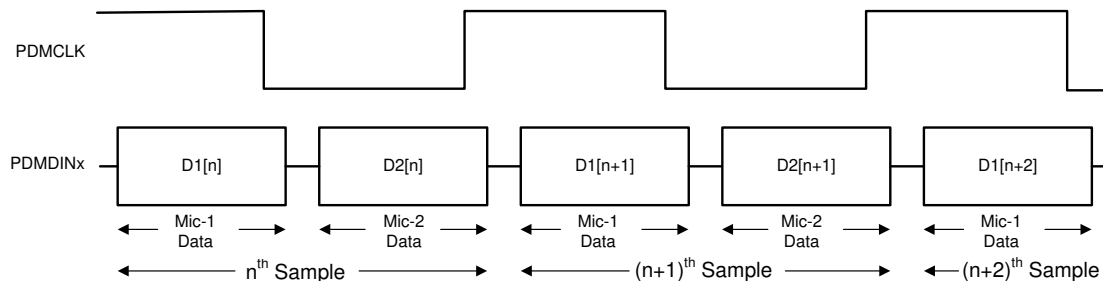 PDMCLK
PDMDINx
D1[n]
D2[n]
D1[n+1]
D2[n+1]
D1[n+2]
Mic-1
Data
Mic-2
Data
Mic-1
Data
Mic-2
Data
Mic-1
Data
nth Sample
(n+1)th Sample
(n+2)th Sample